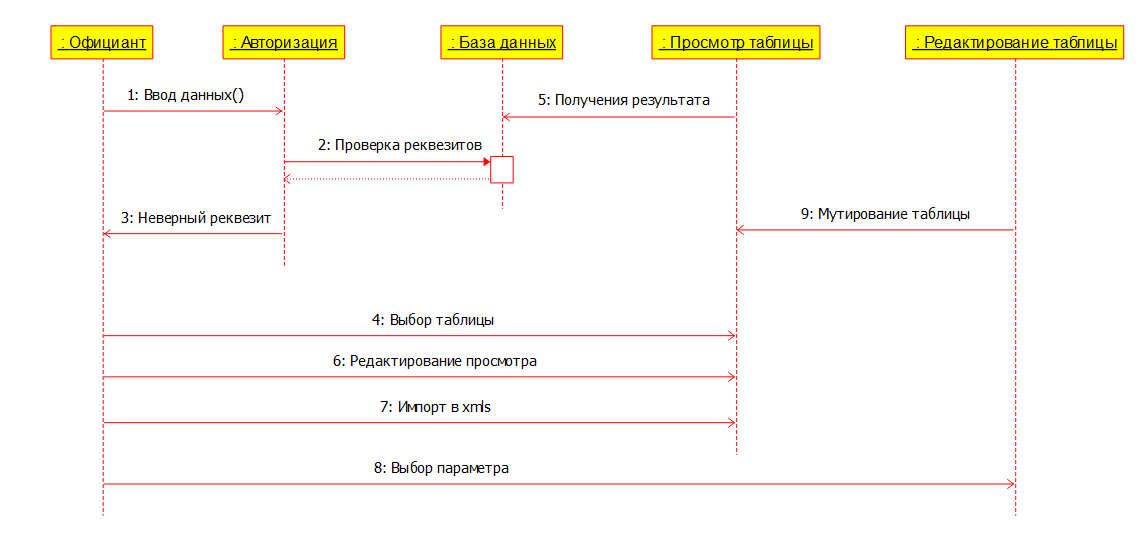 : Официант
: Авторизация
: База данных
: Просмотр таблицы
: Редактирование таблицы
1: Ввод данных()
5: Получения результата
2: Проверка реквезитов
3: Неверный реквезит
9: Мутирование таблицы
4: Выбор таблицы
6: Редактирование просмотра
7: Импорт в xmls
8: Выбор параметра